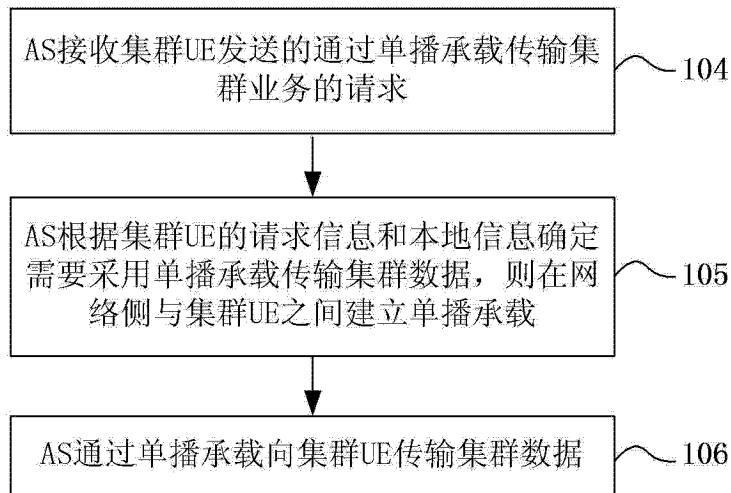 AS接收集群UE发送的通过单播承载传输集
群业务的请求
104
AS根据集群UE的请求信息和本地信息确定
需要采用单播承载传输集群数据，则在网
络侧与集群UE之间建立单播承载
105
AS通过单播承载向集群UE传输集群数据
106